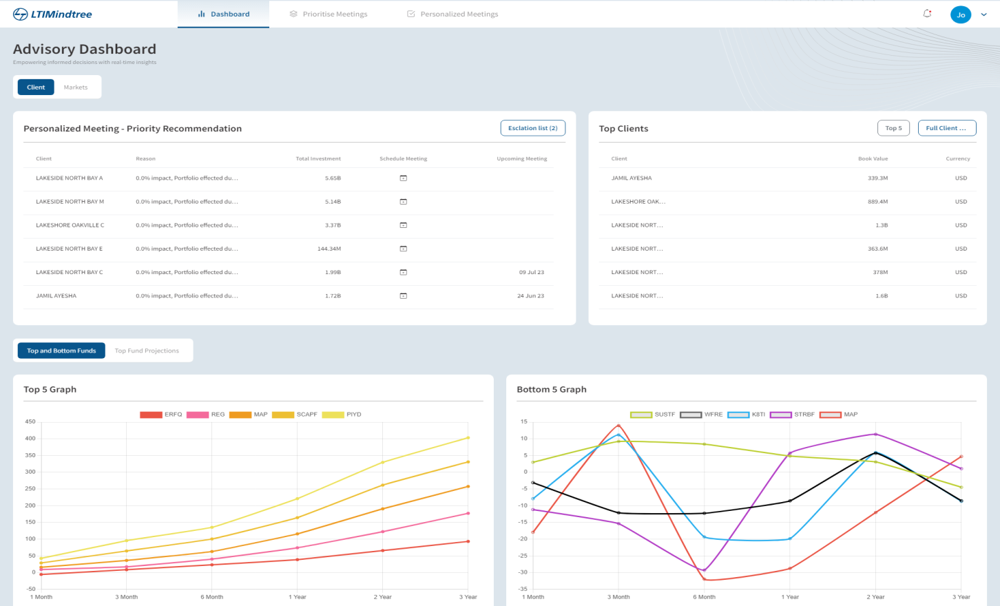 LTIMindtree
Dashboard
Prioritise Meetings
Personalized Meetings
Jo
Advisory Dashboard
Empowering informed decisions with real-time insights
Client
Markets
Personalized Meeting - Priority Recommendation
Esclation list (2)
Client Reason Total Investment Schedule Meeting Upcoming Meeting
LAKESIDE NORTH BAY A 0.0% impact, Portfolio effected du... 5.65B
LAKESIDE NORTH BAY M 0.0% impact, Portfolio effected du... 5.14B
LAKESHORE OAKVILLE C 0.0% impact, Portfolio effected du... 3.37B
LAKESIDE NORTH BAY E 0.0% impact, Portfolio effected du... 144.34M
LAKESIDE NORTH BAY C 0.0% impact, Portfolio effected du... 1.99B 09 Jul 23
JAMIL AYESHA 0.0% impact, Portfolio effected du... 1.72B 24 Jun 23
Top Clients
Top 5
Full Client ...
Client Book Value Currency
JAMIL AYESHA 339.3M USD
LAKESHORE OAK... 889.4M USD
LAKESIDE NORT... 1.3B USD
LAKESIDE NORT... 363.6M USD
LAKESIDE NORT... 378M USD
LAKESIDE NORT... 1.6B USD
Top and Bottom Funds
Top Fund Projections
Top 5 Graph
ERFQ REG MAP SCAPF PIYD
450
400
350
300
250
200
150
100
50
0
-50
1 Month 3 Month 6 Month 1 Year 2 Year 3 Year
Bottom 5 Graph
SUSTF WFRE K8TI STRBF MAP
15
10
5
0
-5
-10
-15
-20
-25
-30
-35
1 Month 3 Month 6 Month 1 Year 2 Year 3 Year